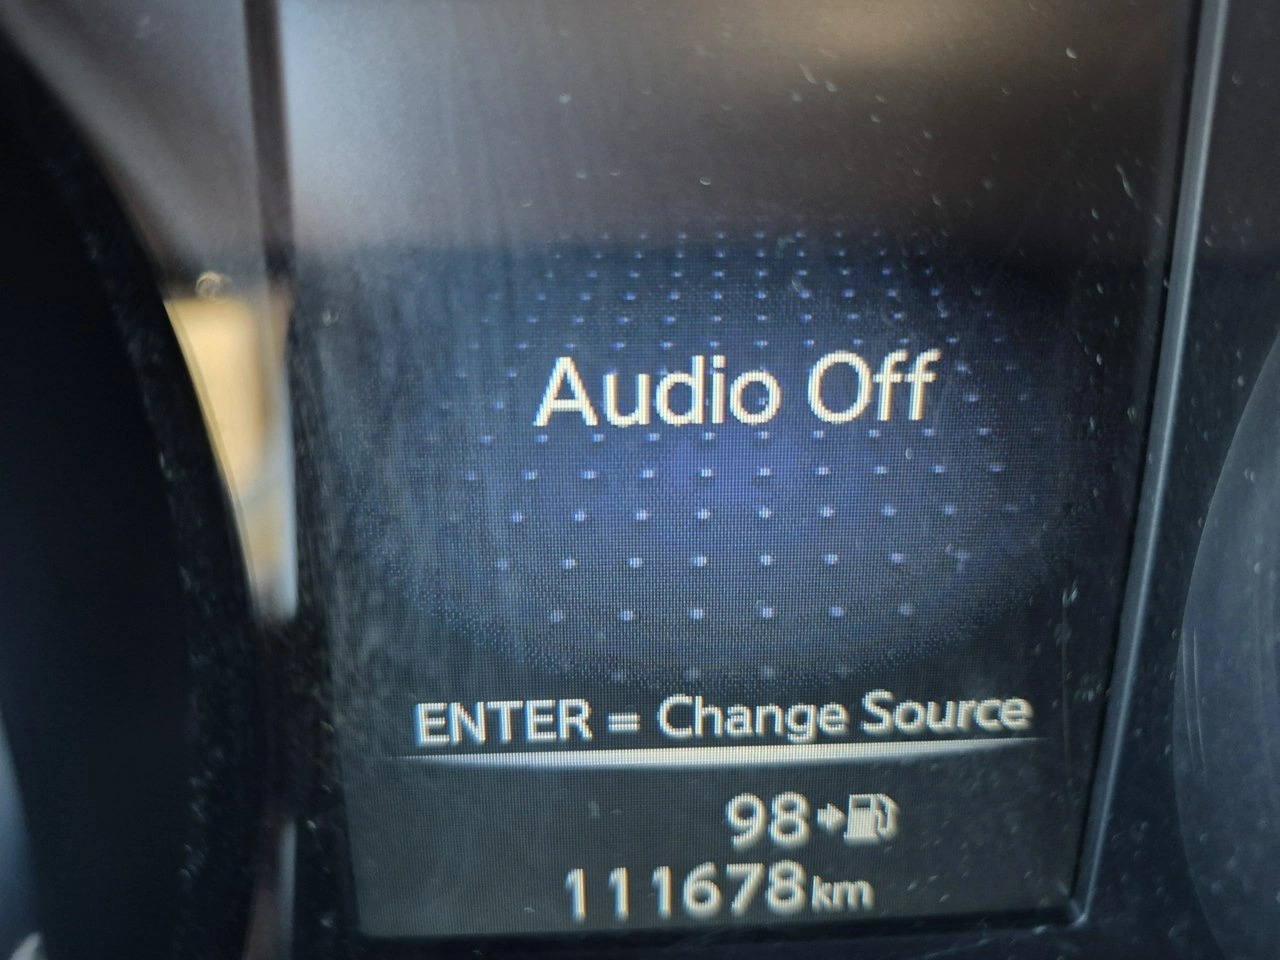 Audio Off
ENTER = Change Source
98
111678km